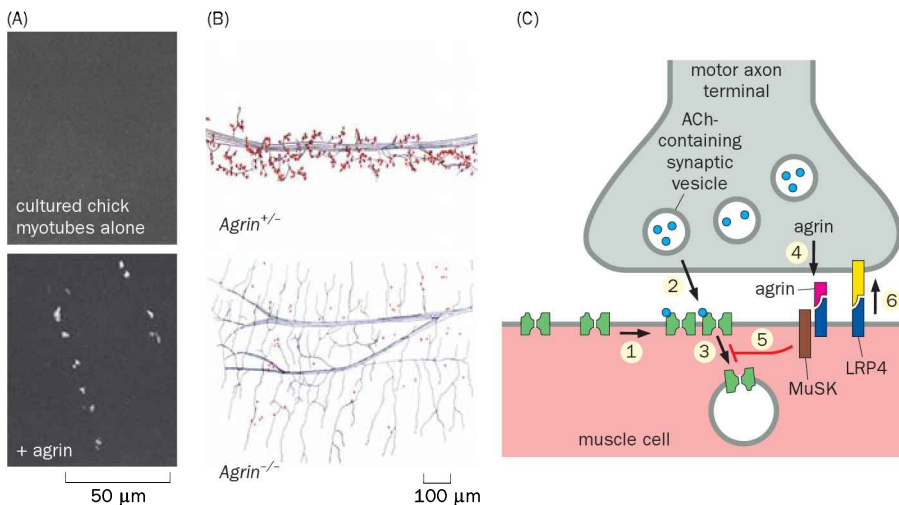 (A)
cultured chick
myotubes alone
+ agrin
50 µm
(B)
Agrin+/–
Agrin–/–
100 µm
(C)
motor axon
terminal
ACh-
containing
synaptic
vesicle
agrin
4
2
agrin
6
1
3
5
MuSK
LRP4
muscle cell